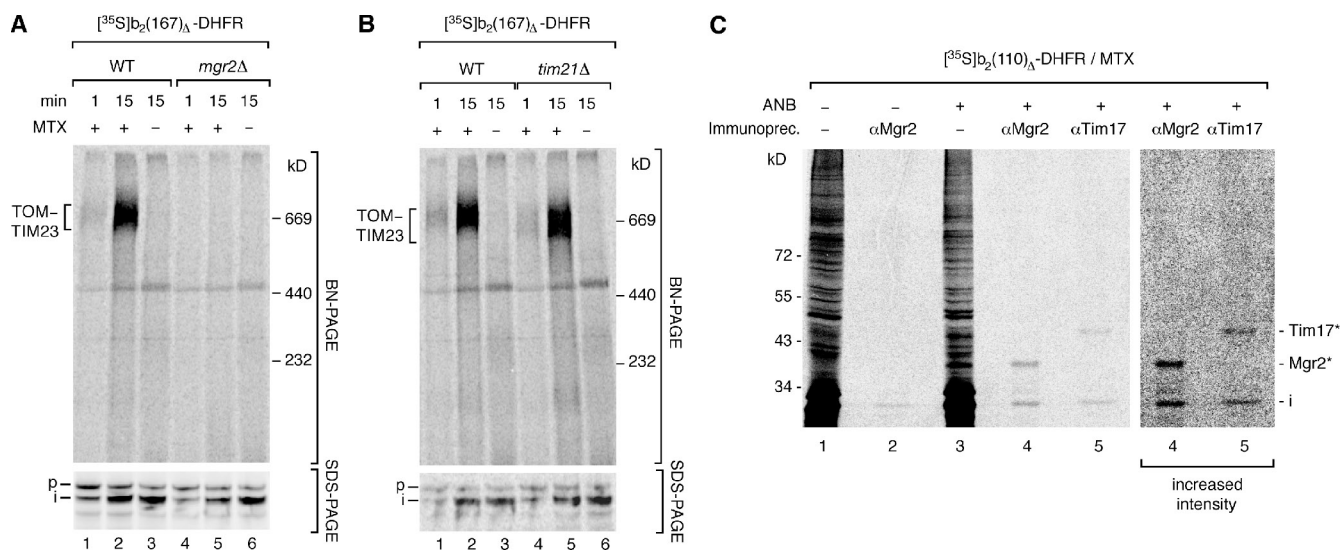 A
[³⁵S]b₂(167)Δ-DHFR
WT mgr2Δ
min 1 15 15 1 15 15
MTX + + – + + –
kD
TOM–
TIM23
– 669
– 440
– 232
BN-PAGE
p –
i –
SDS-PAGE
1 2 3 4 5 6
B
[³⁵S]b₂(167)Δ-DHFR
WT tim21Δ
1 15 15 1 15 15
+ + – + + –
kD
TOM–
TIM23
– 669
– 440
– 232
BN-PAGE
p –
i –
SDS-PAGE
1 2 3 4 5 6
C
[³⁵S]b₂(110)Δ-DHFR / MTX
ANB – – + + + + +
Immunoprec. – αMgr2 – αMgr2 αTim17 αMgr2 αTim17
kD
72 -
55 -
43 -
34 -
- Tim17*
- Mgr2*
- i
1 2 3 4 5 4 5
increased
intensity